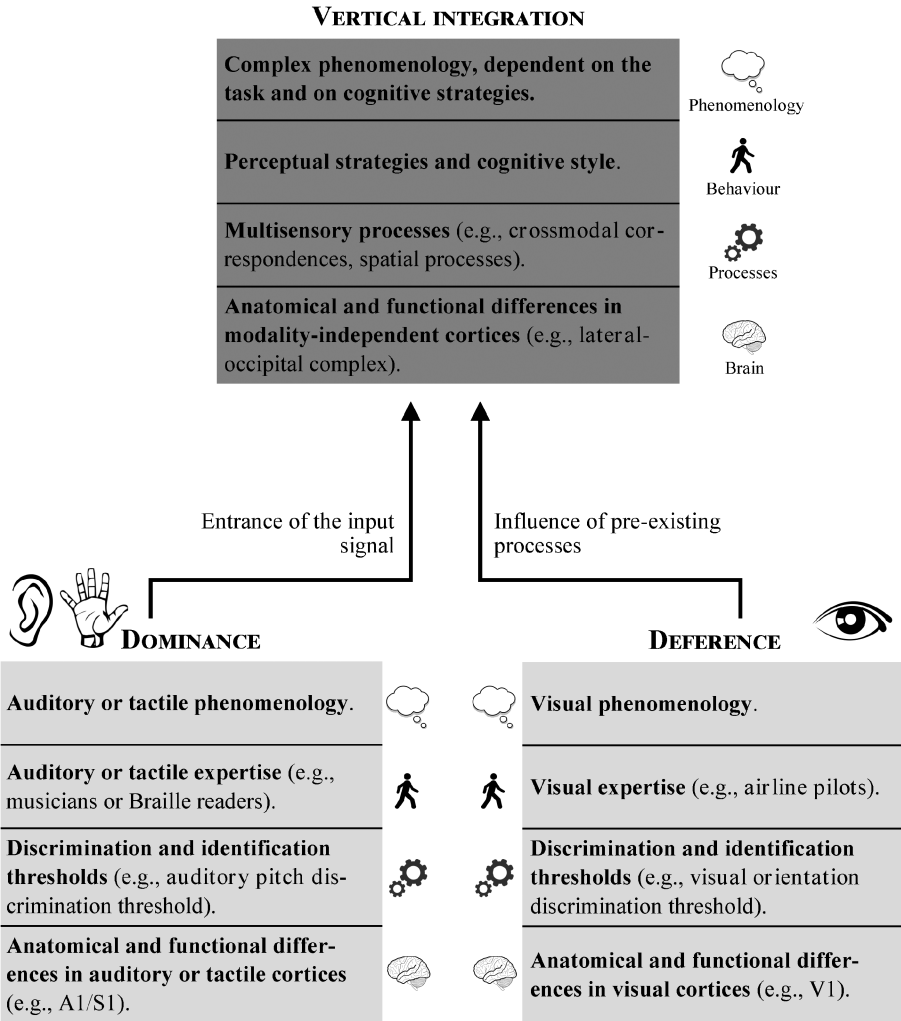 VERTICAL INTEGRATION
Complex phenomenology, dependent on the
task and on cognitive strategies.
Phenomenology
Perceptual strategies and cognitive style.
Behaviour
Multisensory processes (e.g., crossmodal cor-
respondences, spatial processes).
Processes
Anatomical and functional differences in
modality-independent cortices (e.g., lateral-
occipital complex).
Brain
Entrance of the input
signal
Influence of pre-existing
processes
DOMINANCE
Auditory or tactile phenomenology.
Auditory or tactile expertise (e.g.,
musicians or Braille readers).
Discrimination and identification
thresholds (e.g., auditory pitch dis-
crimination threshold).
Anatomical and functional differ-
ences in auditory or tactile cortices
(e.g., A1/S1).
DEFERENCE
Visual phenomenology.
Visual expertise (e.g., airline pilots).
Discrimination and identification
thresholds (e.g., visual orientation
discrimination threshold).
Anatomical and functional differ-
ences in visual cortices (e.g., V1).